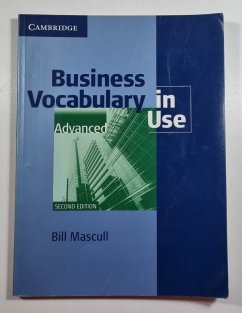 CAMBRIDGE
Business
Vocabulary in
Advanced Use
SECOND EDITION
Bill Mascull